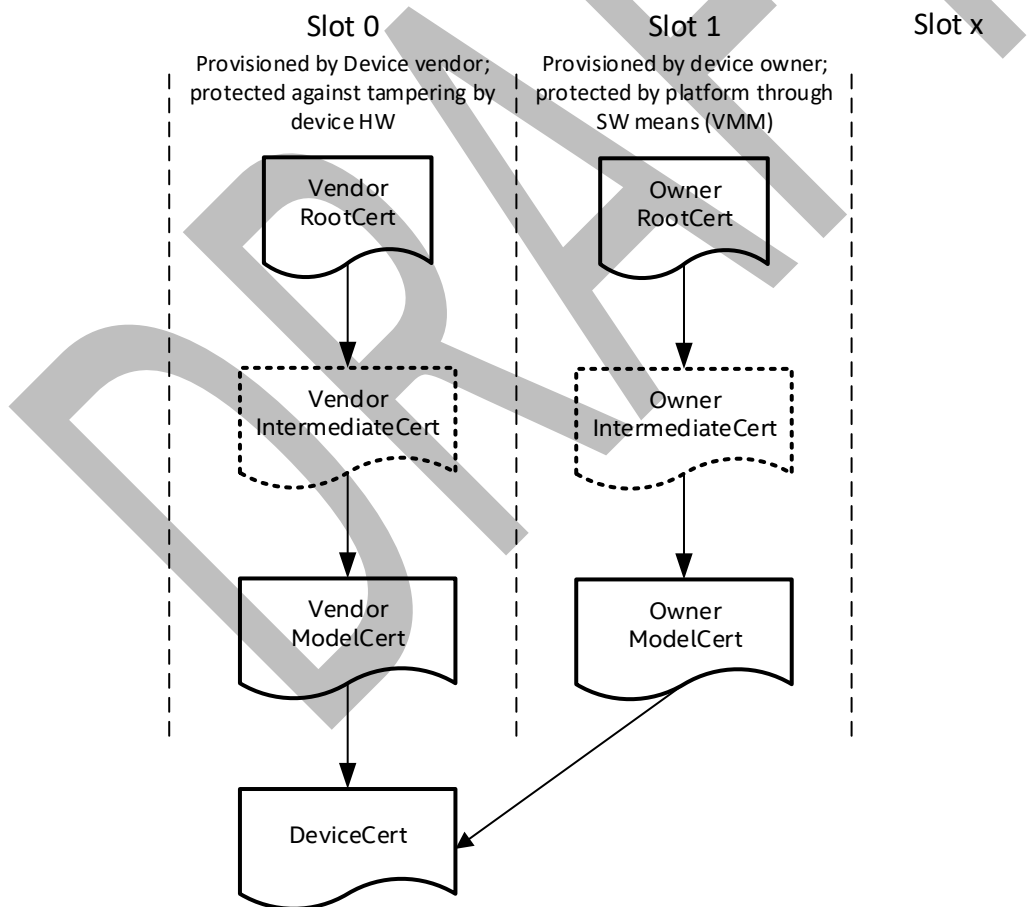 Slot 0
Provisioned by Device vendor;
protected against tampering by
device HW
Slot 1
Provisioned by device owner;
protected by platform through
SW means (VMM)
Slot x
Vendor
RootCert
Owner
RootCert
Vendor
IntermediateCert
Owner
IntermediateCert
Vendor
ModelCert
Owner
ModelCert
DeviceCert
DRAF